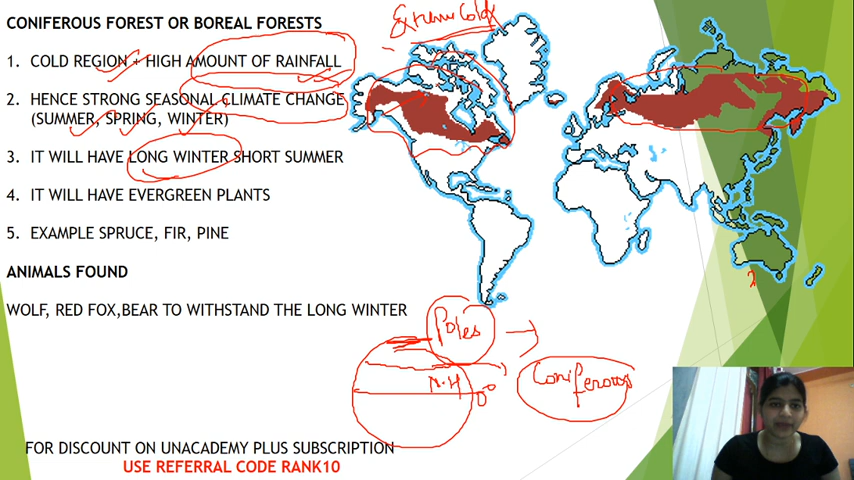 CONIFEROUS FOREST OR BOREAL FORESTS
Extreme cold
1. COLD REGION + HIGH AMOUNT OF RAINFALL
2. HENCE STRONG SEASONAL CLIMATE CHANGE
(SUMMER, SPRING, WINTER)
3. IT WILL HAVE LONG WINTER SHORT SUMMER
4. IT WILL HAVE EVERGREEN PLANTS
5. EXAMPLE SPRUCE, FIR, PINE
ANIMALS FOUND
WOLF, RED FOX,BEAR TO WITHSTAND THE LONG WINTER
Poles
N.H
0°
Coniferous
FOR DISCOUNT ON UNACADEMY PLUS SUBSCRIPTION
USE REFERRAL CODE RANK10